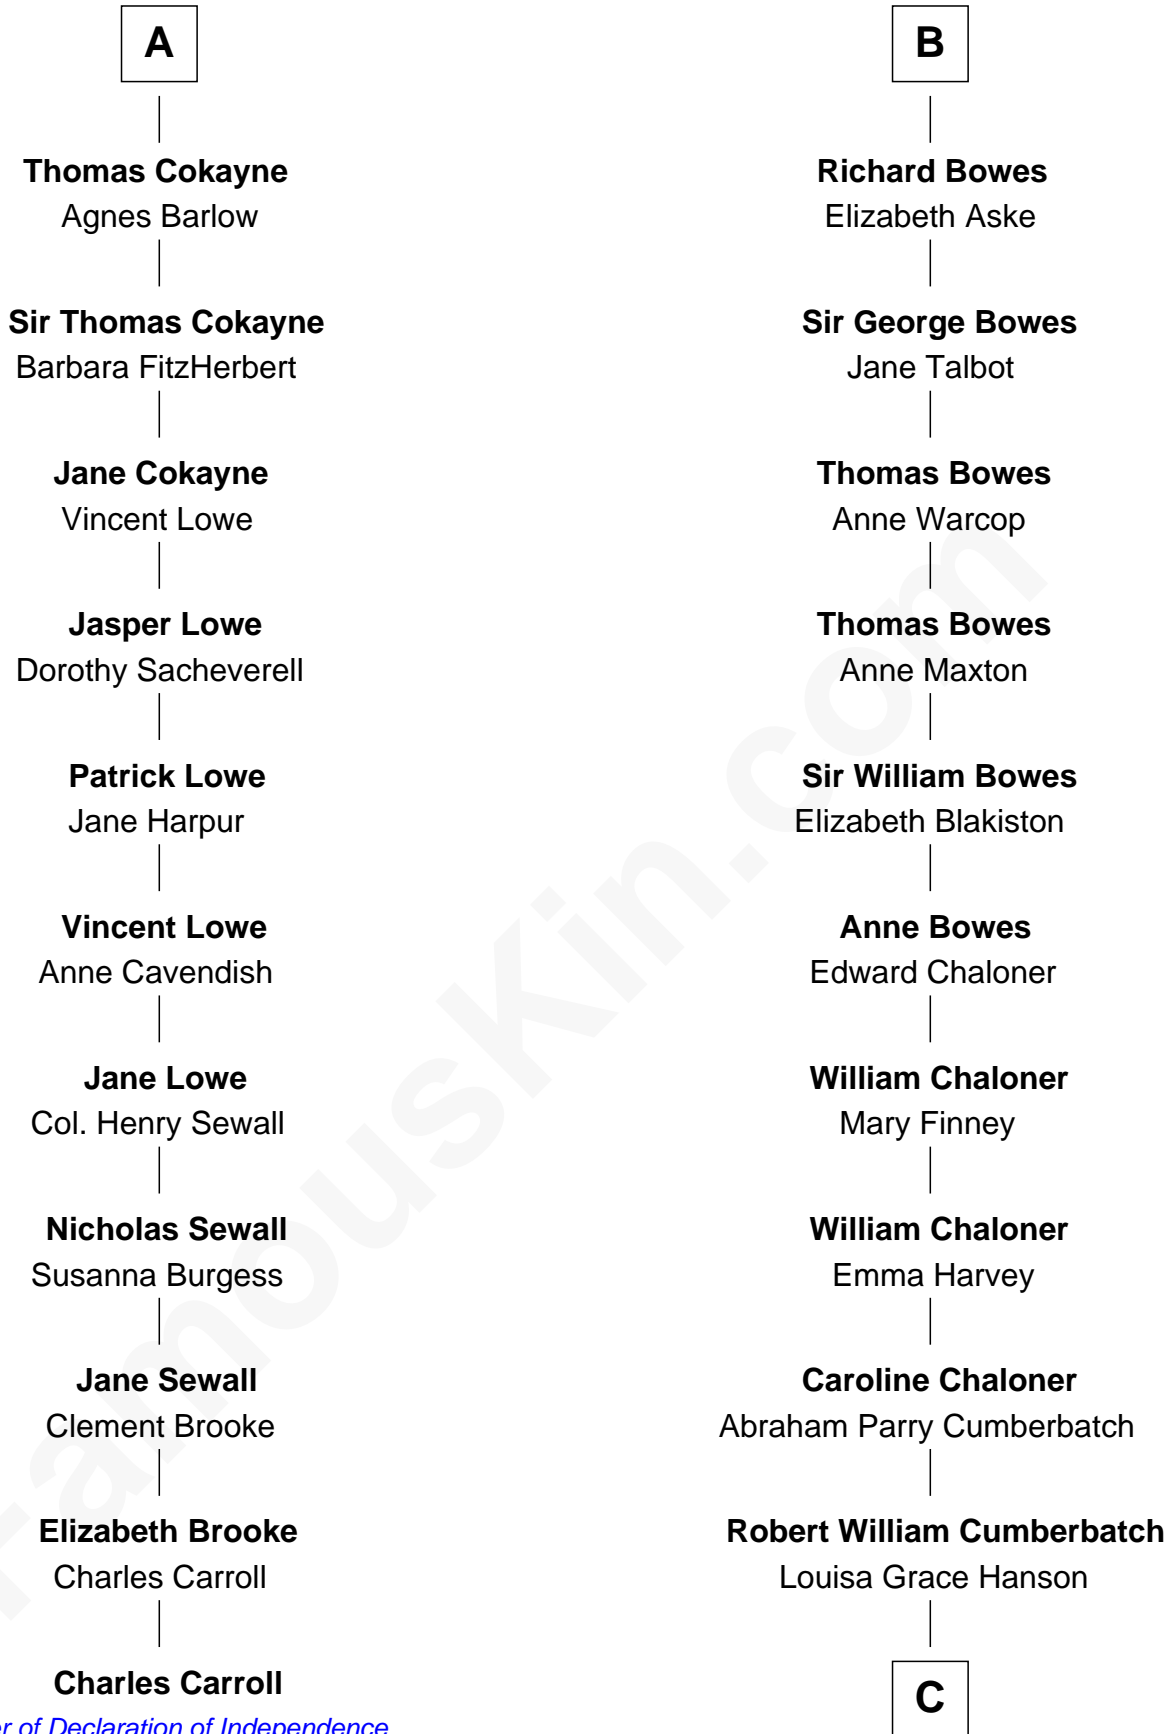 A
Thomas Cokayne
Agnes Barlow
Sir Thomas Cokayne
Barbara FitzHerbert
Jane Cokayne
Vincent Lowe
Jasper Lowe
Dorothy Sacheverell
Patrick Lowe
Jane Harpur
Vincent Lowe
Anne Cavendish
Jane Lowe
Col. Henry Sewall
Nicholas Sewall
Susanna Burgess
Jane Sewall
Clement Brooke
Elizabeth Brooke
Charles Carroll
Charles Carroll
of Declaration of Independence
B
Richard Bowes
Elizabeth Aske
Sir George Bowes
Jane Talbot
Thomas Bowes
Anne Warcop
Thomas Bowes
Anne Maxton
Sir William Bowes
Elizabeth Blakiston
Anne Bowes
Edward Chaloner
William Chaloner
Mary Finney
William Chaloner
Emma Harvey
Caroline Chaloner
Abraham Parry Cumberbatch
Robert William Cumberbatch
Louisa Grace Hanson
C
FamousKin.com